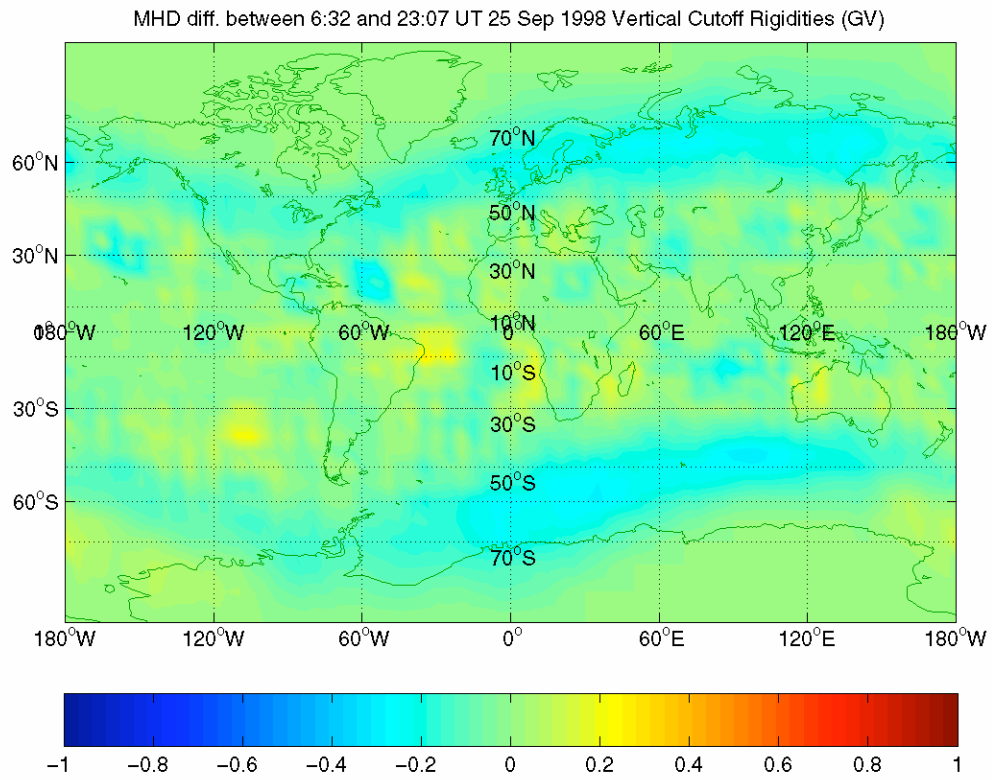 MHD diff. between 6:32 and 23:07 UT 25 Sep 1998 Vertical Cutoff Rigidities (GV)
70°N
60°N
50°N
30°N
30°N
10°N
180°W 120°W 60°W 0° 60°E 120°E 180°W
10°S
30°S
30°S
50°S
60°S
70°S
180°W 120°W 60°W 0° 60°E 120°E 180°W
−1 −0.8 −0.6 −0.4 −0.2 0 0.2 0.4 0.6 0.8 1